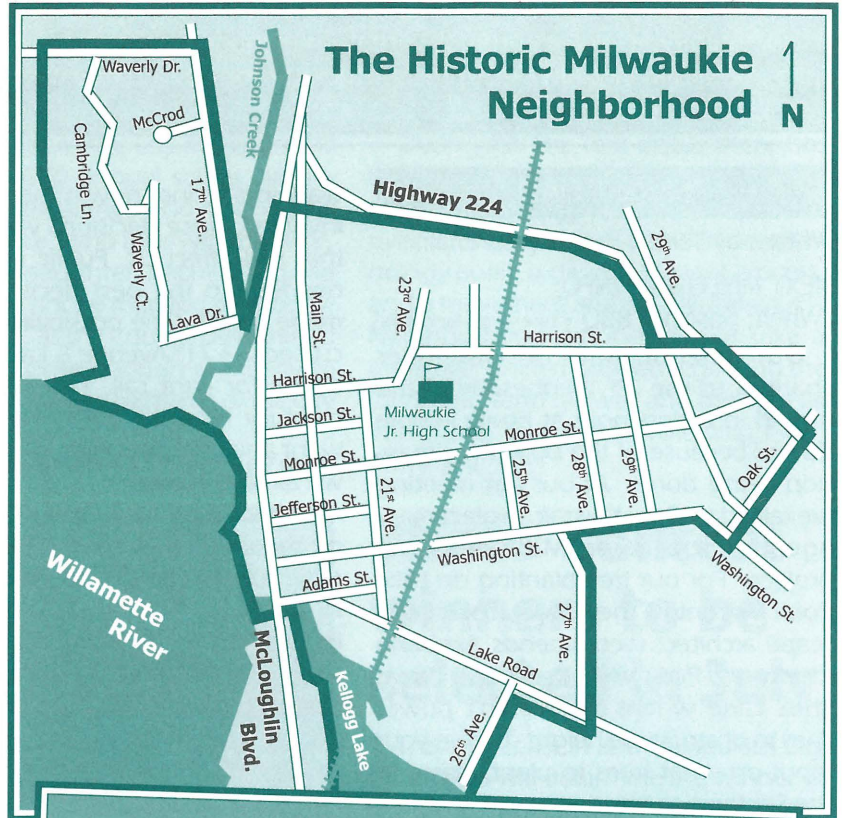 The Historic Milwaukie
Neighborhood
N
Waverly Dr.
McCrod
Cambridge Ln.
17th Ave.
Johnson Creek
Waverly Ct.
Lava Dr.
Highway 224
29th Ave.
23rd Ave.
Main St.
Harrison St.
Harrison St.
Milwaukie
Jr. High School
Jackson St.
Monroe St.
Monroe St.
Jefferson St.
21st Ave.
25th Ave.
28th Ave.
29th Ave.
Oak St.
Washington St.
Washington St.
Adams St.
27th Ave.
Lake Road
26th Ave.
Willamette
River
McLoughlin
Blvd.
Kellogg Lake